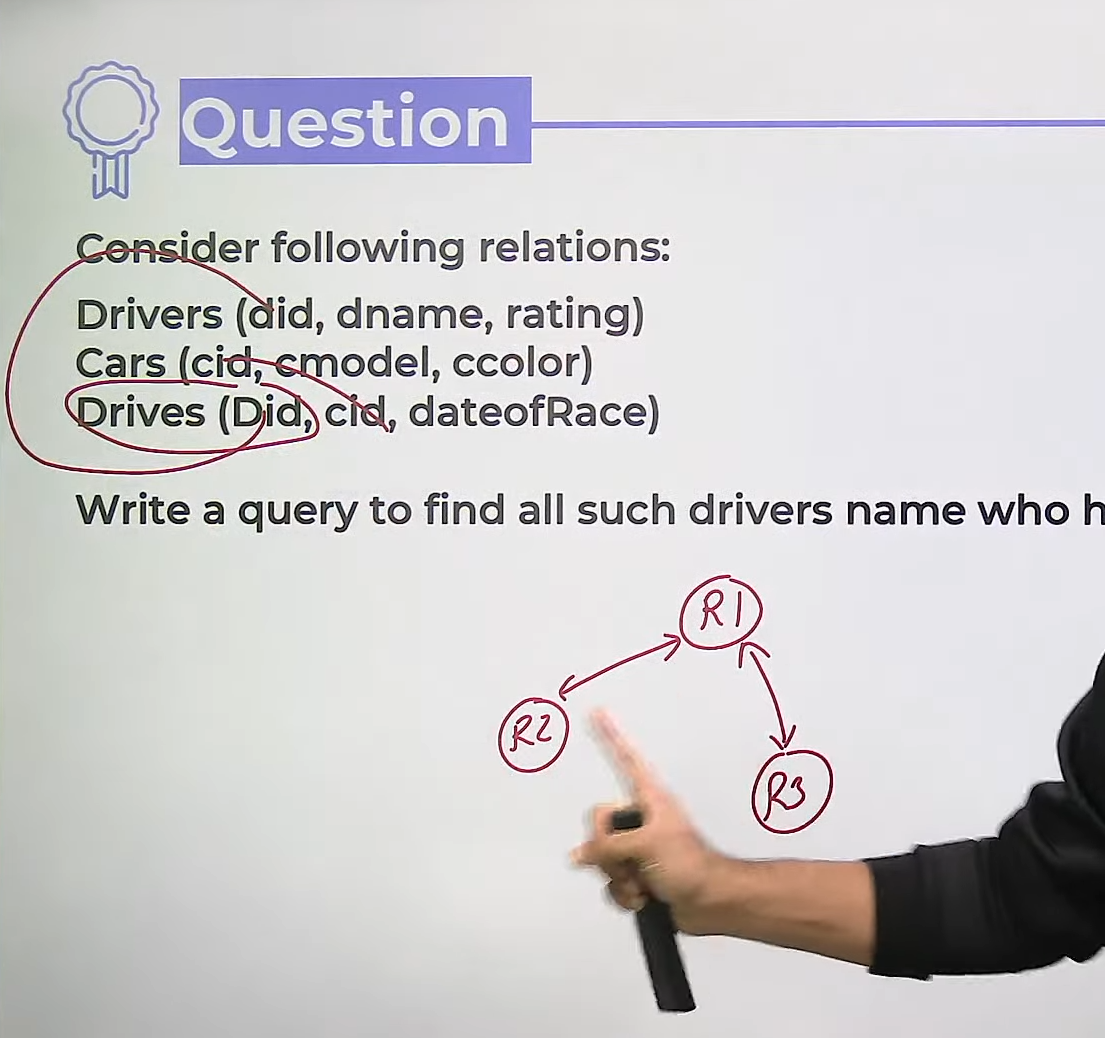 Question
Consider following relations:
Drivers (did, dname, rating)
Cars (cid, cmodel, ccolor)
Drives (Did, cid, dateofRace)
Write a query to find all such drivers name who h
R1
R2
R3